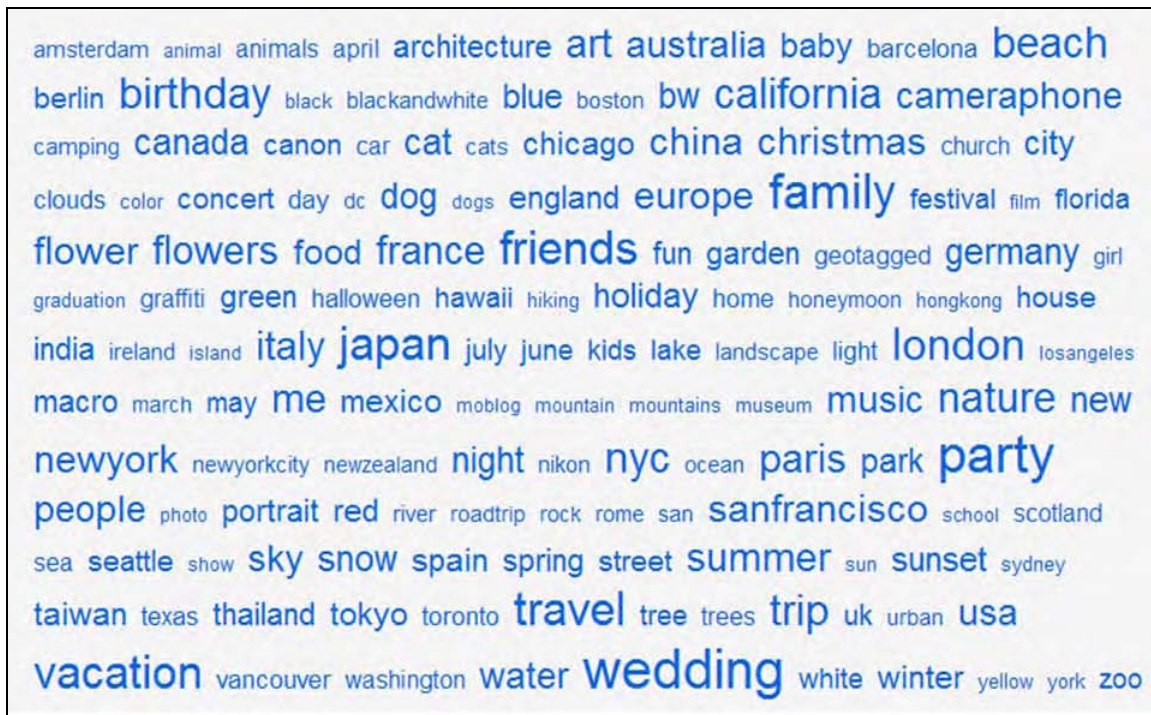 amsterdam animal animals april architecture art australia baby barcelona beach
berlin birthday black blackandwhite blue boston bw california cameraphone
camping canada canon car cat cats chicago china christmas church city
clouds color concert day dc dog dogs england europe family festival film florida
flower flowers food france friends fun garden geotagged germany girl
graduation graffiti green halloween hawaii hiking holiday home honeymoon hongkong house
india ireland island italy japan july june kids lake landscape light london losangeles
macro march may me mexico moblog mountain mountains museum music nature new
newyork newyorkcity newzealand night nikon nyc ocean paris park party
people photo portrait red river roadtrip rock rome san sanfrancisco school scotland
sea seattle show sky snow spain spring street summer sun sunset sydney
taiwan texas thailand tokyo toronto travel tree trees trip uk urban usa
vacation vancouver washington water wedding white winter yellow york zoo